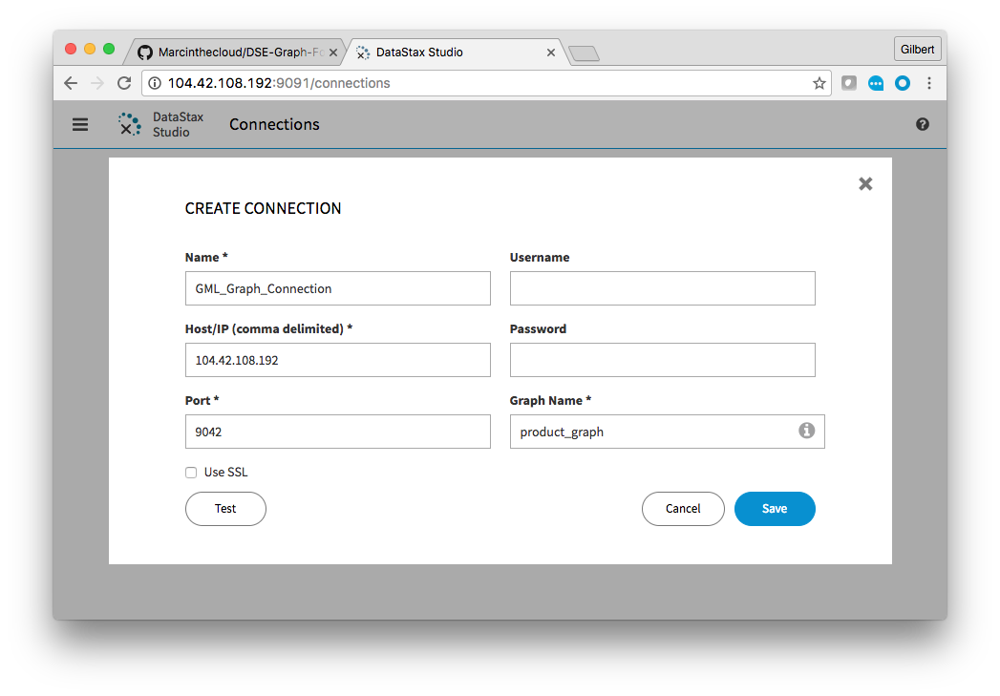 Marcinthecloud/DSE-Graph-Fo
DataStax Studio
Gilbert
104.42.108.192:9091/connections
DataStax
Studio
Connections
CREATE CONNECTION
Name *
Username
GML_Graph_Connection
Host/IP (comma delimited) *
Password
104.42.108.192
Port *
Graph Name *
9042
product_graph
Use SSL
Test
Cancel
Save